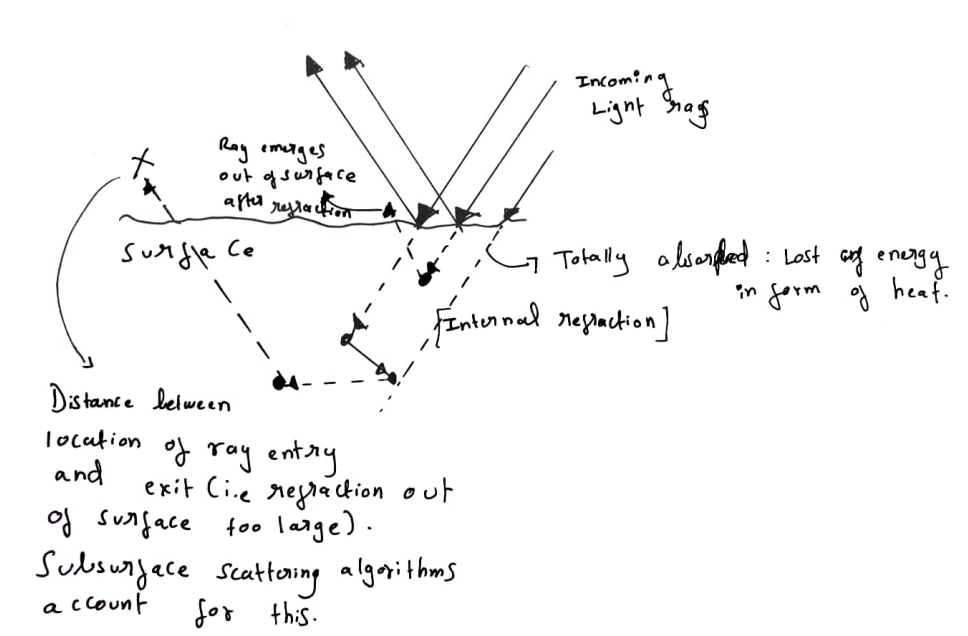 Incoming
Light rays
Ray emerges
out of surface
after refraction
Surface
Totally absorbed : Lost of energy
in form of heat.
[Internal refraction]
Distance between
location of ray entry
and exit (i.e refraction out
of surface too large).
Subsurface scattering algorithms
account for this.